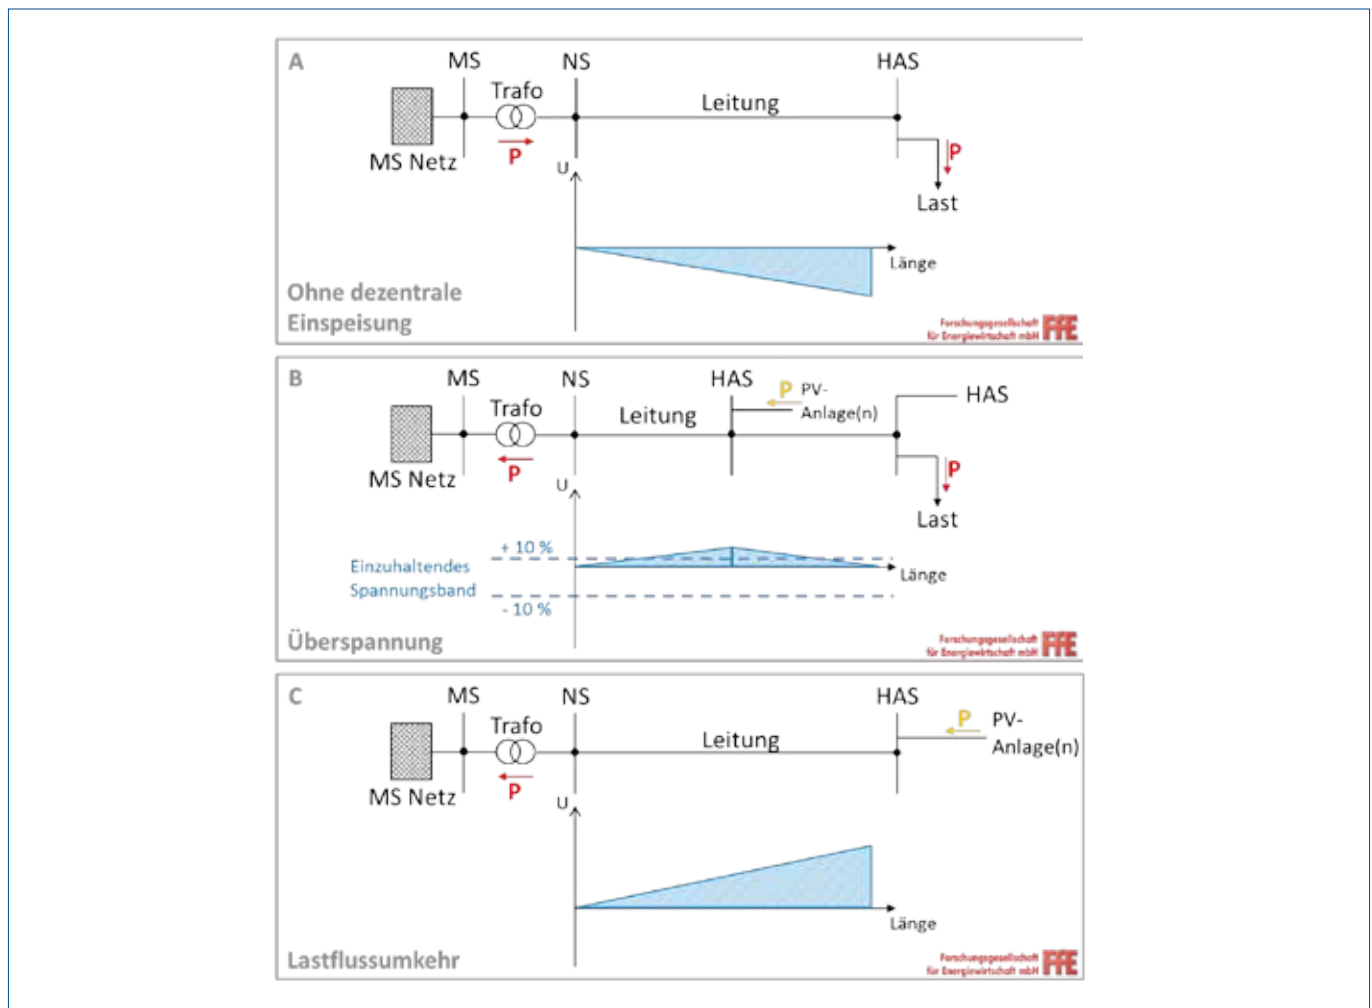 A
MS
NS
HAS
Trafo
Leitung
P
MS Netz
P
Last
U
Länge
Ohne dezentrale
Einspeisung
Forschungsgesellschaft
für Energiewirtschaft mbH
FfE
B
MS
NS
HAS
P PV-
Anlage(n)
HAS
Trafo
Leitung
P
MS Netz
P
Last
U
+ 10 %
Einzuhaltendes
Spannungsband
Länge
- 10 %
Überspannung
Forschungsgesellschaft
für Energiewirtschaft mbH
FfE
C
MS
NS
HAS
P PV-
Anlage(n)
Trafo
Leitung
P
MS Netz
U
Länge
Lastflussumkehr
Forschungsgesellschaft
für Energiewirtschaft mbH
FfE